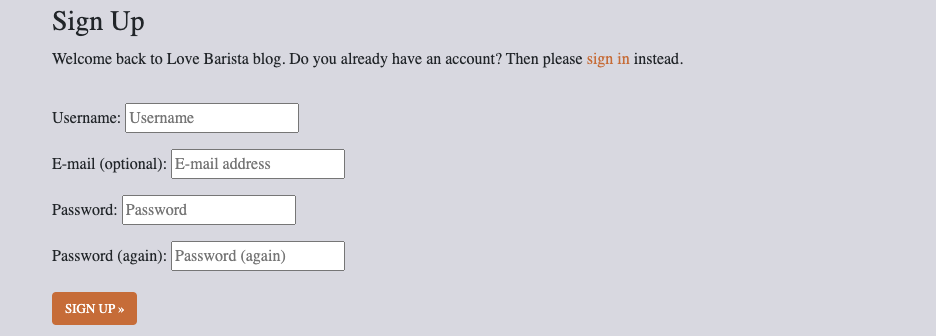 Sign Up
Welcome back to Love Barista blog. Do you already have an account? Then please sign in instead.
Username: Username
E-mail (optional): E-mail address
Password: Password
Password (again): Password (again)
SIGN UP »